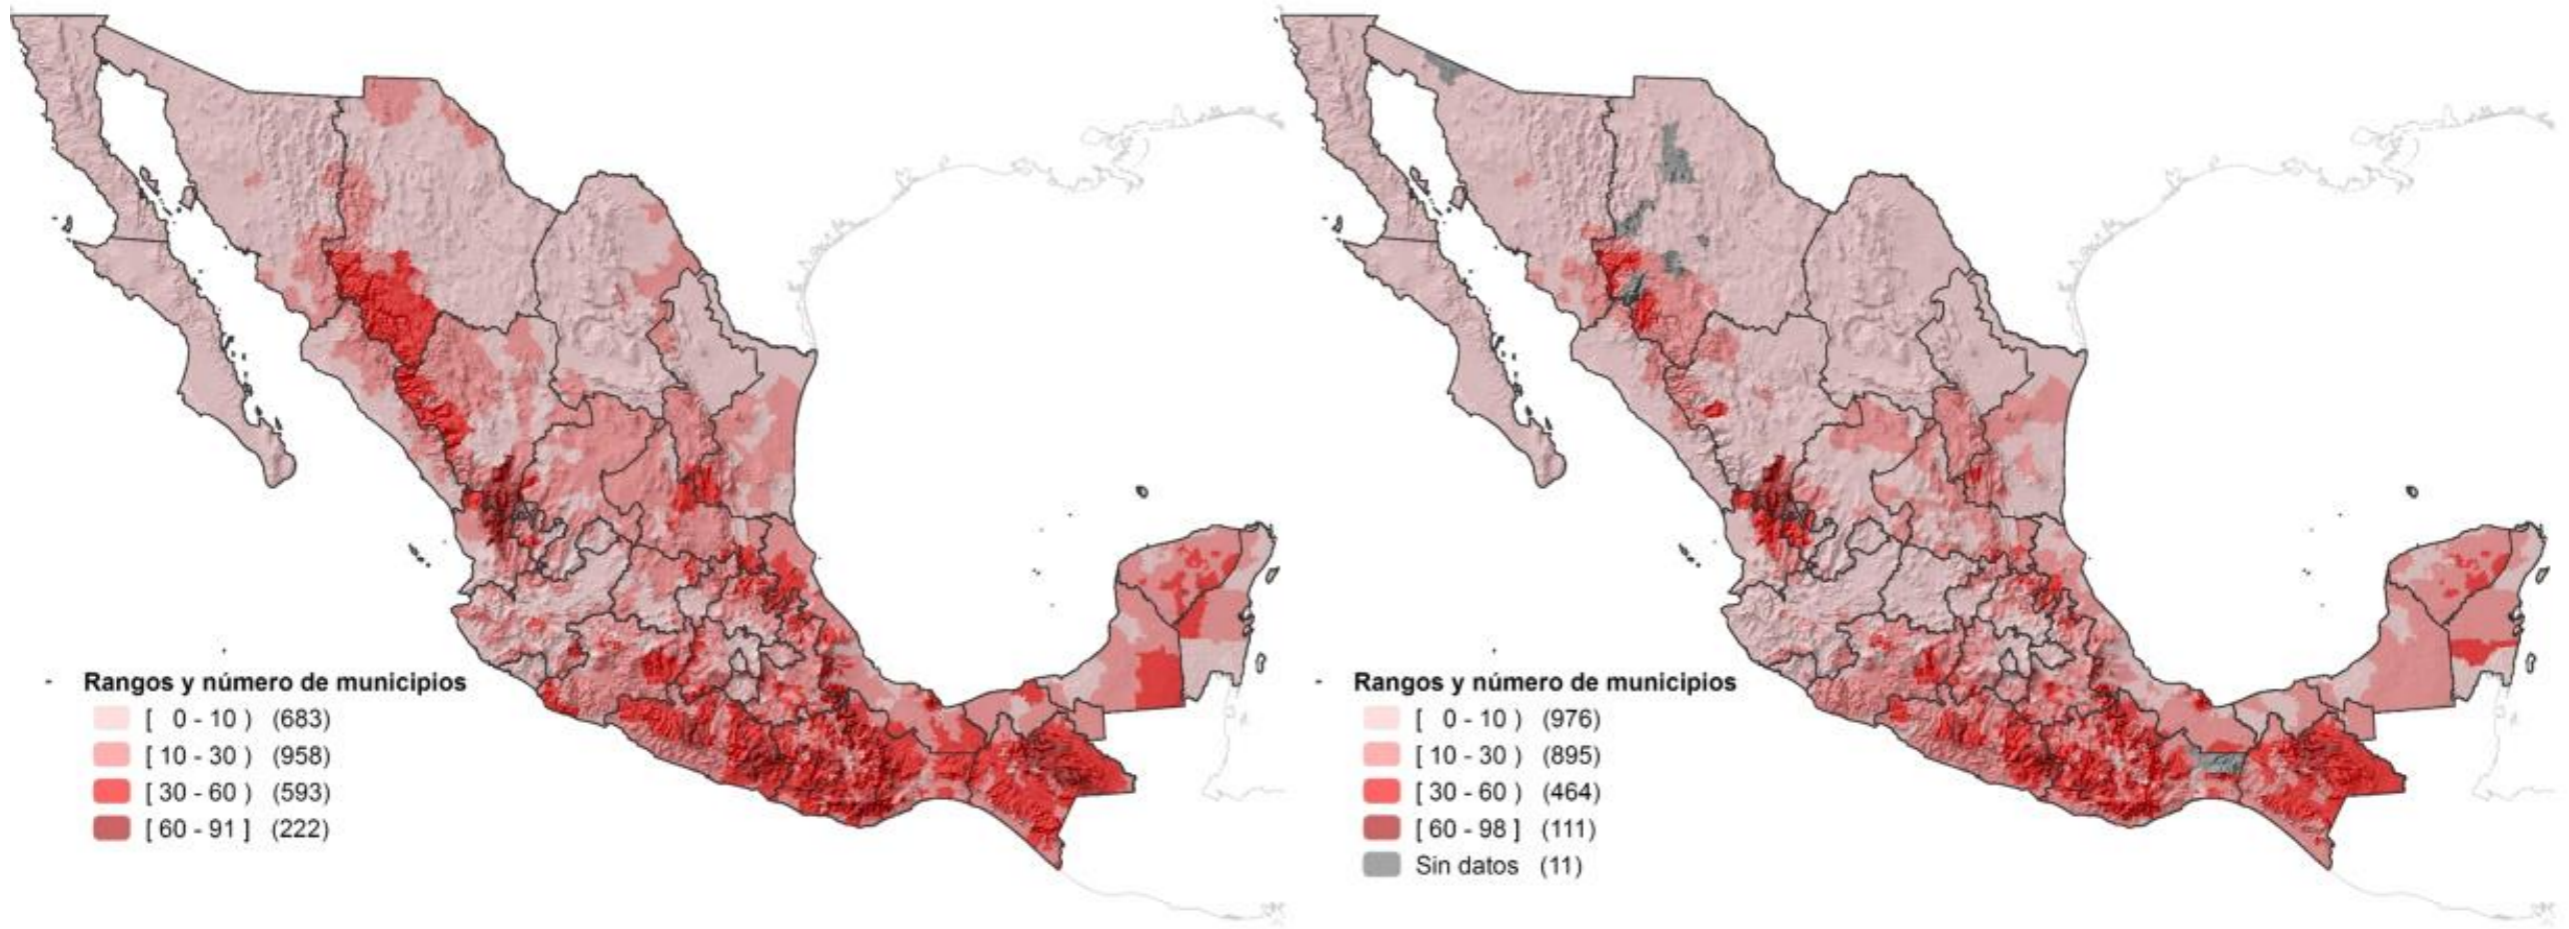 Rangos y número de municipios
[ 0 - 10 ) (683)
[ 10 - 30 ) (958)
[ 30 - 60 ) (593)
[ 60 - 91 ] (222)
Rangos y número de municipios
[ 0 - 10 ) (976)
[ 10 - 30 ) (895)
[ 30 - 60 ) (464)
[ 60 - 98 ] (111)
Sin datos (11)